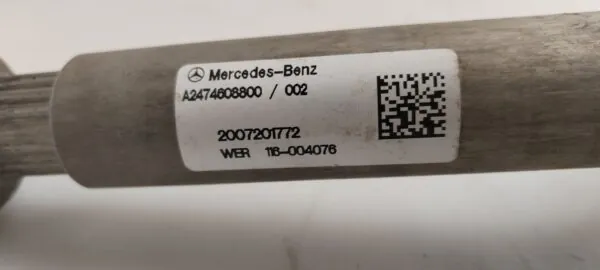 Mercedes-Benz
A2474608800 / 002
2007201772
WER 116-004076